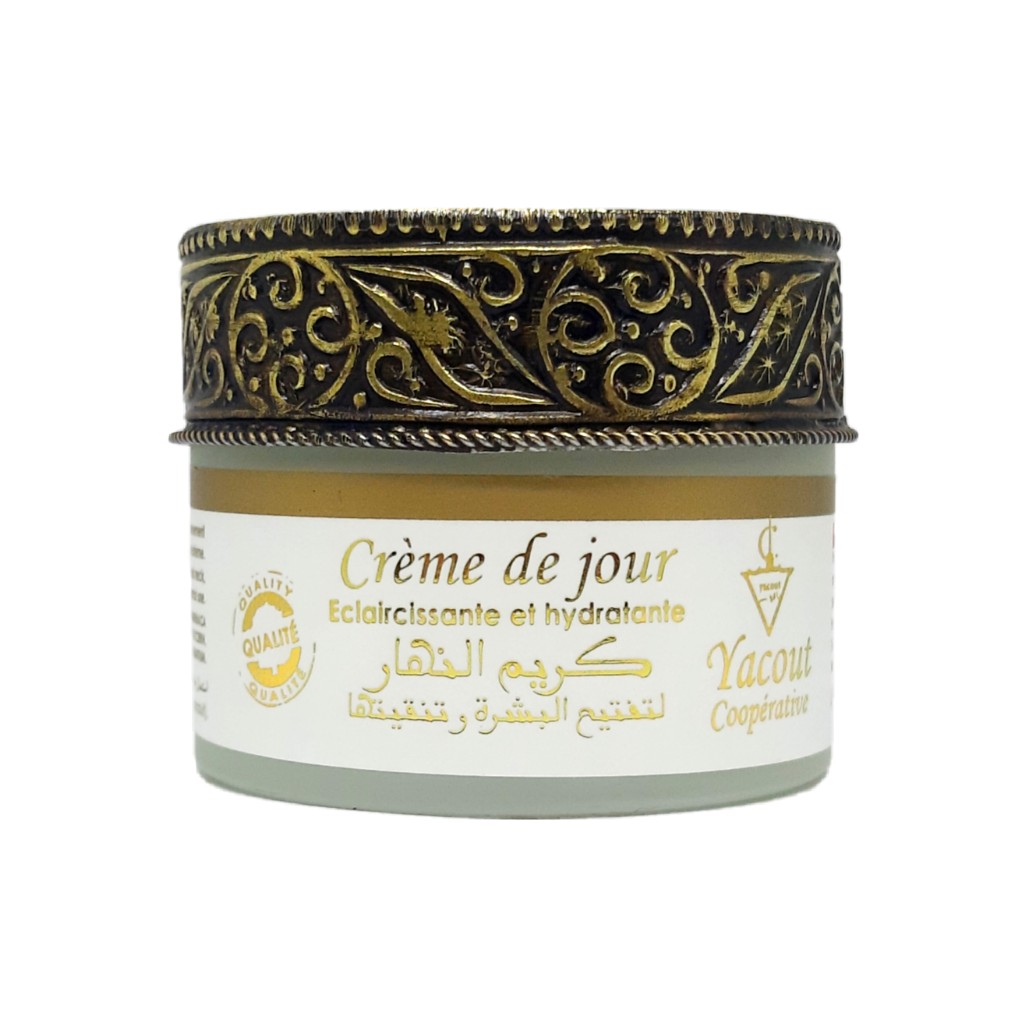 Crème de jour
Eclaircissante et hydratante
كريم النهار
لتفتيح البشرة وتنقيتها
QUALITY
QUALITÉ
QUALITÉ
Yacout
Coopérative